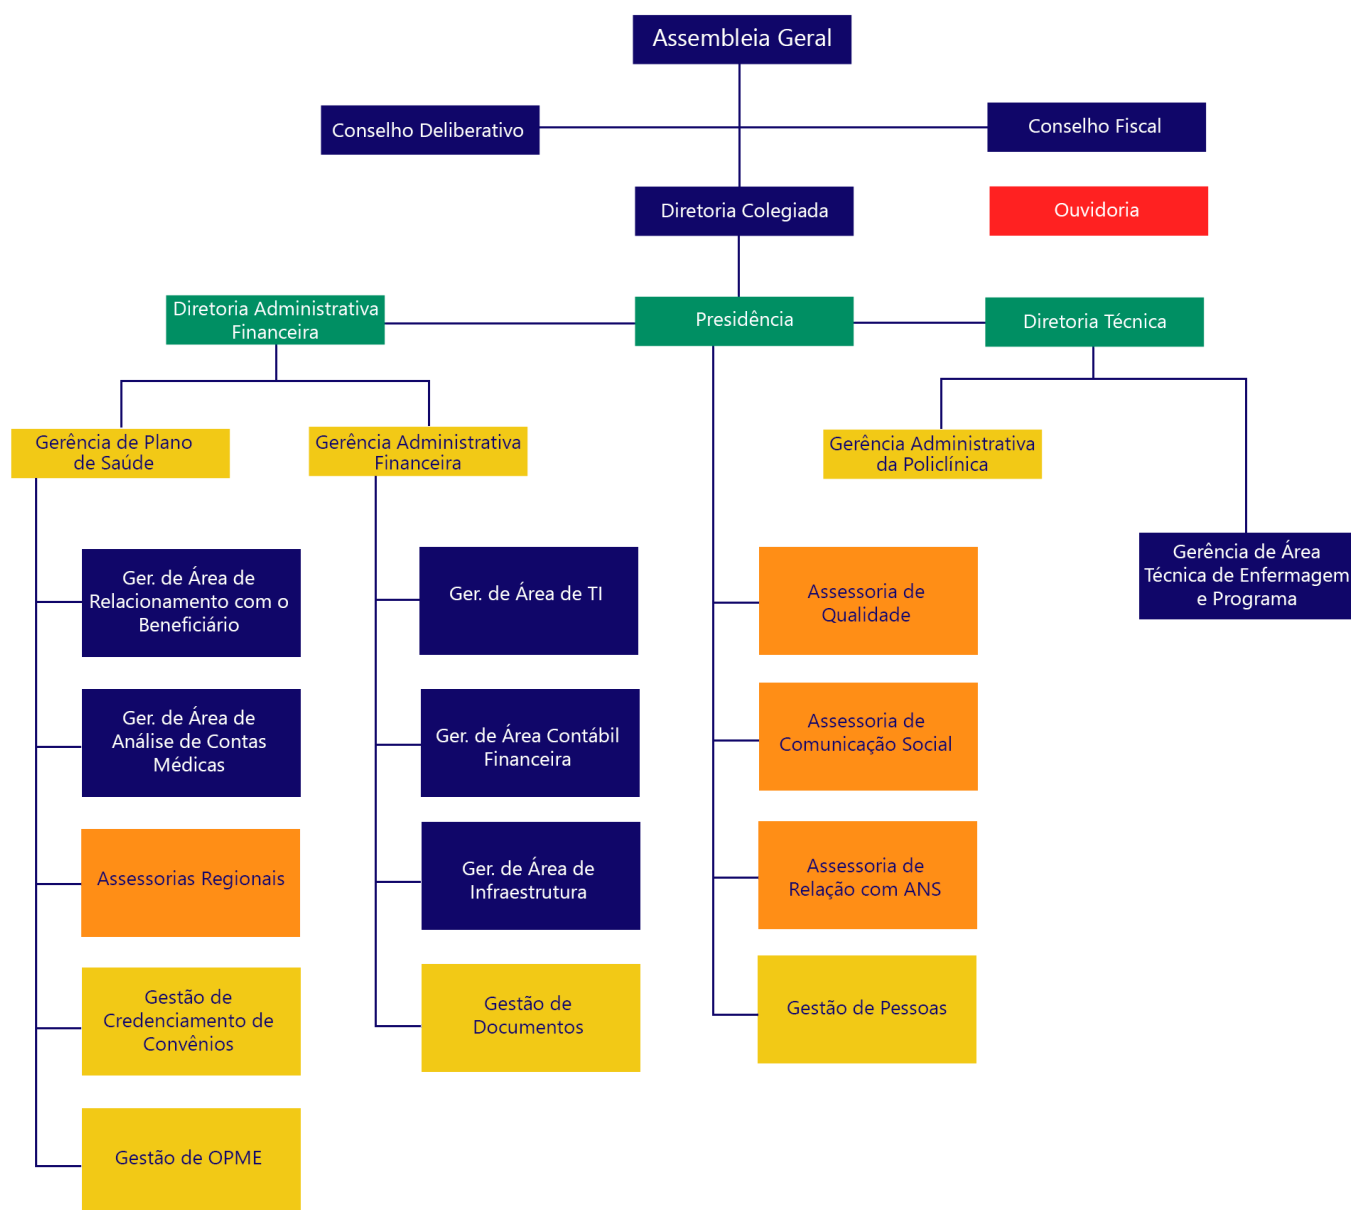 Assembleia Geral
Conselho Deliberativo
Conselho Fiscal
Diretoria Colegiada
Ouvidoria
Diretoria Administrativa
Financeira
Presidência
Diretoria Técnica
Gerência de Plano
de Saúde
Gerência Administrativa
Financeira
Gerência Administrativa
da Policlínica
Gerência de Área
Técnica de Enfermagem
e Programa
Ger. de Área de
Relacionamento com o
Beneficiário
Ger. de Área de TI
Assessoria de
Qualidade
Ger. de Área de
Análise de Contas
Médicas
Ger. de Área Contábil
Financeira
Assessoria de
Comunicação Social
Assessorias Regionais
Ger. de Área de
Infraestrutura
Assessoria de
Relação com ANS
Gestão de
Credenciamento de
Convênios
Gestão de
Documentos
Gestão de Pessoas
Gestão de OPME